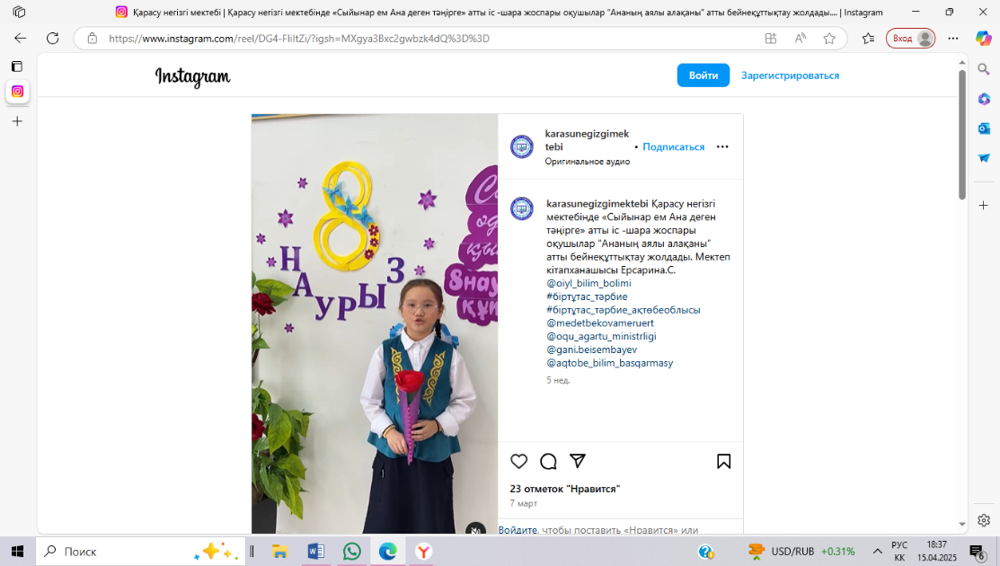 Қарасу негізгі мектебі | Қарасу негізгі мектебінде «Сыйынар ем Ана деген тәңірге» атты іс -шара жоспары оқушылар “Ананың аялы алақаны” атты бейнеқұттықтау жолдады.... | Instagram
https://www.instagram.com/reel/DG4-FIiltZi/?igsh=MXgya3Bxc2gwbzk4dQ%3D%3D
Вход
Instagram
Войти
Зарегистрироваться
8
НАУРЫЗ
8нау
karasunegizgimek
tebi • Подписаться
Оригинальное аудио
karasunegizgimektebi Қарасу негізгі
мектебінде «Сыйынар ем Ана деген
тәңірге» атты іс -шара жоспары
оқушылар “Ананың аялы алақаны”
атты бейнеқұттықтау жолдады. Мектеп
кітапханашысы Ерсарина.С.
@oiyl_bilim_bolimi
#біртұтас_тәрбие
#біртұтас_тәрбие_ақтөбеоблысы
@medetbekovameruert
@oqu_agartu_ministrligi
@gani.beisembayev
@aqtobe_bilim_basqarmasy
5 нед.
23 отметок "Нравится"
7 март
Войдите, чтобы поставить «Нравится» или
Поиск
USD/RUB +0.31%
РУС
КК
18:37
15.04.2025
6